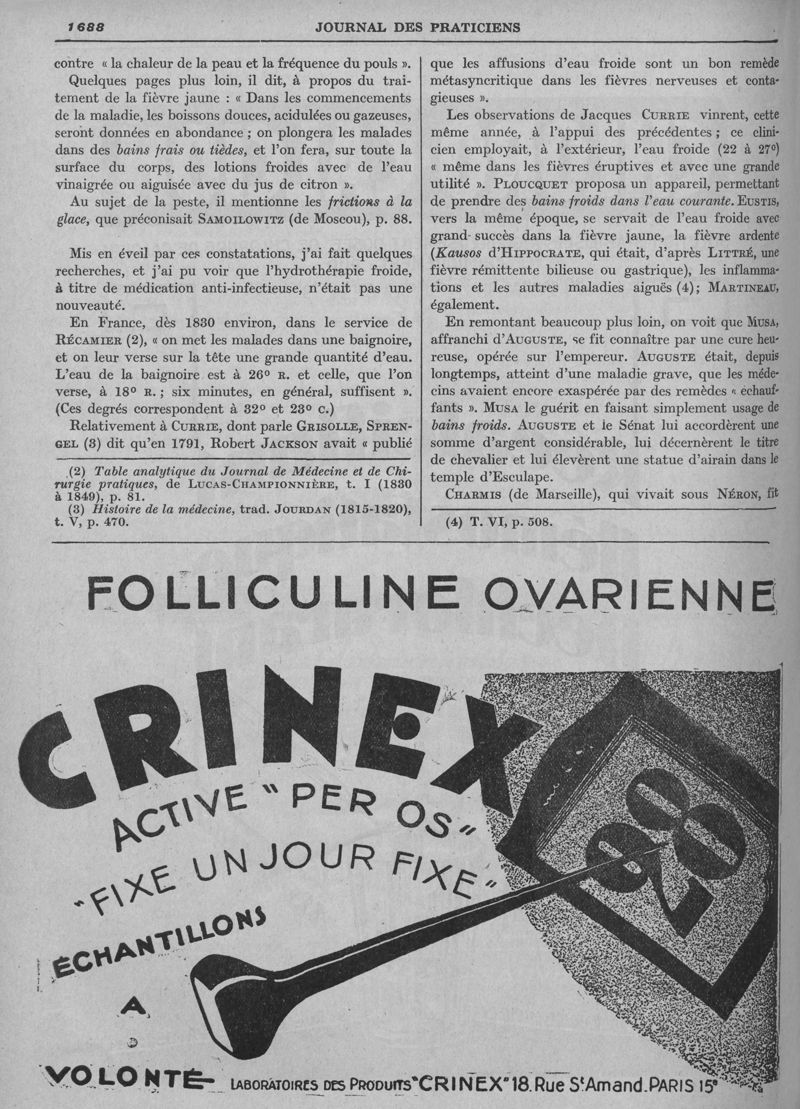 1688
JOURNAL DES PRATICIENS
contre « la chaleur de la peau et la fréquence du pouls ».
Quelques pages plus loin, il dit, à propos du trai-
tement de la fièvre jaune : « Dans les commencements
de la maladie, les boissons douces, acidulées ou gazeuses,
seront données en abondance ; on plongera les malades
dans des bains frais ou tièdes, et l'on fera, sur toute la
surface du corps, des lotions froides avec de l'eau
vinaigrée ou aiguisée avec du jus de citron ».
Au sujet de la peste, il mentionne les frictions à la
glace, que préconisait SAMOILOWITZ (de Moscou), p. 88.
Mis en éveil par ces constatations, j'ai fait quelques
recherches, et j'ai pu voir que l'hydrothérapie froide,
à titre de médication anti-infectieuse, n'était pas une
nouveauté.
En France, dès 1830 environ, dans le service de
RÉCAMIER (2), « on met les malades dans une baignoire,
et on leur verse sur la tête une grande quantité d'eau.
L'eau de la baignoire est à 26º R. et celle, que l'on
verse, à 18º R. ; six minutes, en général, suffisent ».
(Ces degrés correspondent à 32º et 23º C.)
Relativement à CURRIE, dont parle GRISOLLE, SPREN-
GEL (3) dit qu'en 1791, Robert JACKSON avait « publié
(2) Table analytique du Journal de Médecine et de Chi-
rurgie pratiques, de LUCAS-CHAMPIONNIÈRE, t. I (1830
à 1849), p. 81.
(3) Histoire de la médecine, trad. JOURDAN (1815-1820),
t. V, p. 470.
que les affusions d'eau froide sont un bon remède
métasyncritique dans les fièvres nerveuses et conta-
gieuses ».
Les observations de Jacques CURRIE vinrent, cette
même année, à l'appui des précédentes ; ce clini-
cien employait, à l'extérieur, l'eau froide (22 à 27º)
« même dans les fièvres éruptives et avec une grande
utilité ». PLOUCQUET proposa un appareil, permettant
de prendre des bains froids dans l'eau courante. EUSTIS,
vers la même époque, se servait de l'eau froide avec
grand succès dans la fièvre jaune, la fièvre ardente
(Kausos d'HIPPOCRATE, qui était, d'après LITTRÉ, une
fièvre rémittente bilieuse ou gastrique), les inflamma-
tions et les autres maladies aiguës (4) ; MARTINEAU,
également.
En remontant beaucoup plus loin, on voit que MUSA,
affranchi d'AUGUSTE, se fit connaître par une cure heu-
reuse, opérée sur l'empereur. AUGUSTE était, depuis
longtemps, atteint d'une maladie grave, que les méde-
cins avaient encore exaspérée par des remèdes « échauf-
fants ». MUSA le guérit en faisant simplement usage de
bains froids. AUGUSTE et le Sénat lui accordèrent une
somme d'argent considérable, lui décernèrent le titre
de chevalier et lui élevèrent une statue d'airain dans le
temple d'Esculape.
CHARMIS (de Marseille), qui vivait sous NÉRON, fit
(4) T. VI, p. 508.
FOLLICULINE OVARIENNE
CRINEX
ACTIVE "PER OS"
"FIXE UN JOUR FIXE"
ÉCHANTILLONS
A
VOLONTÉ
28
LABORATOIRES DES PRODUITS "CRINEX" 18. Rue St Amand. PARIS 15e